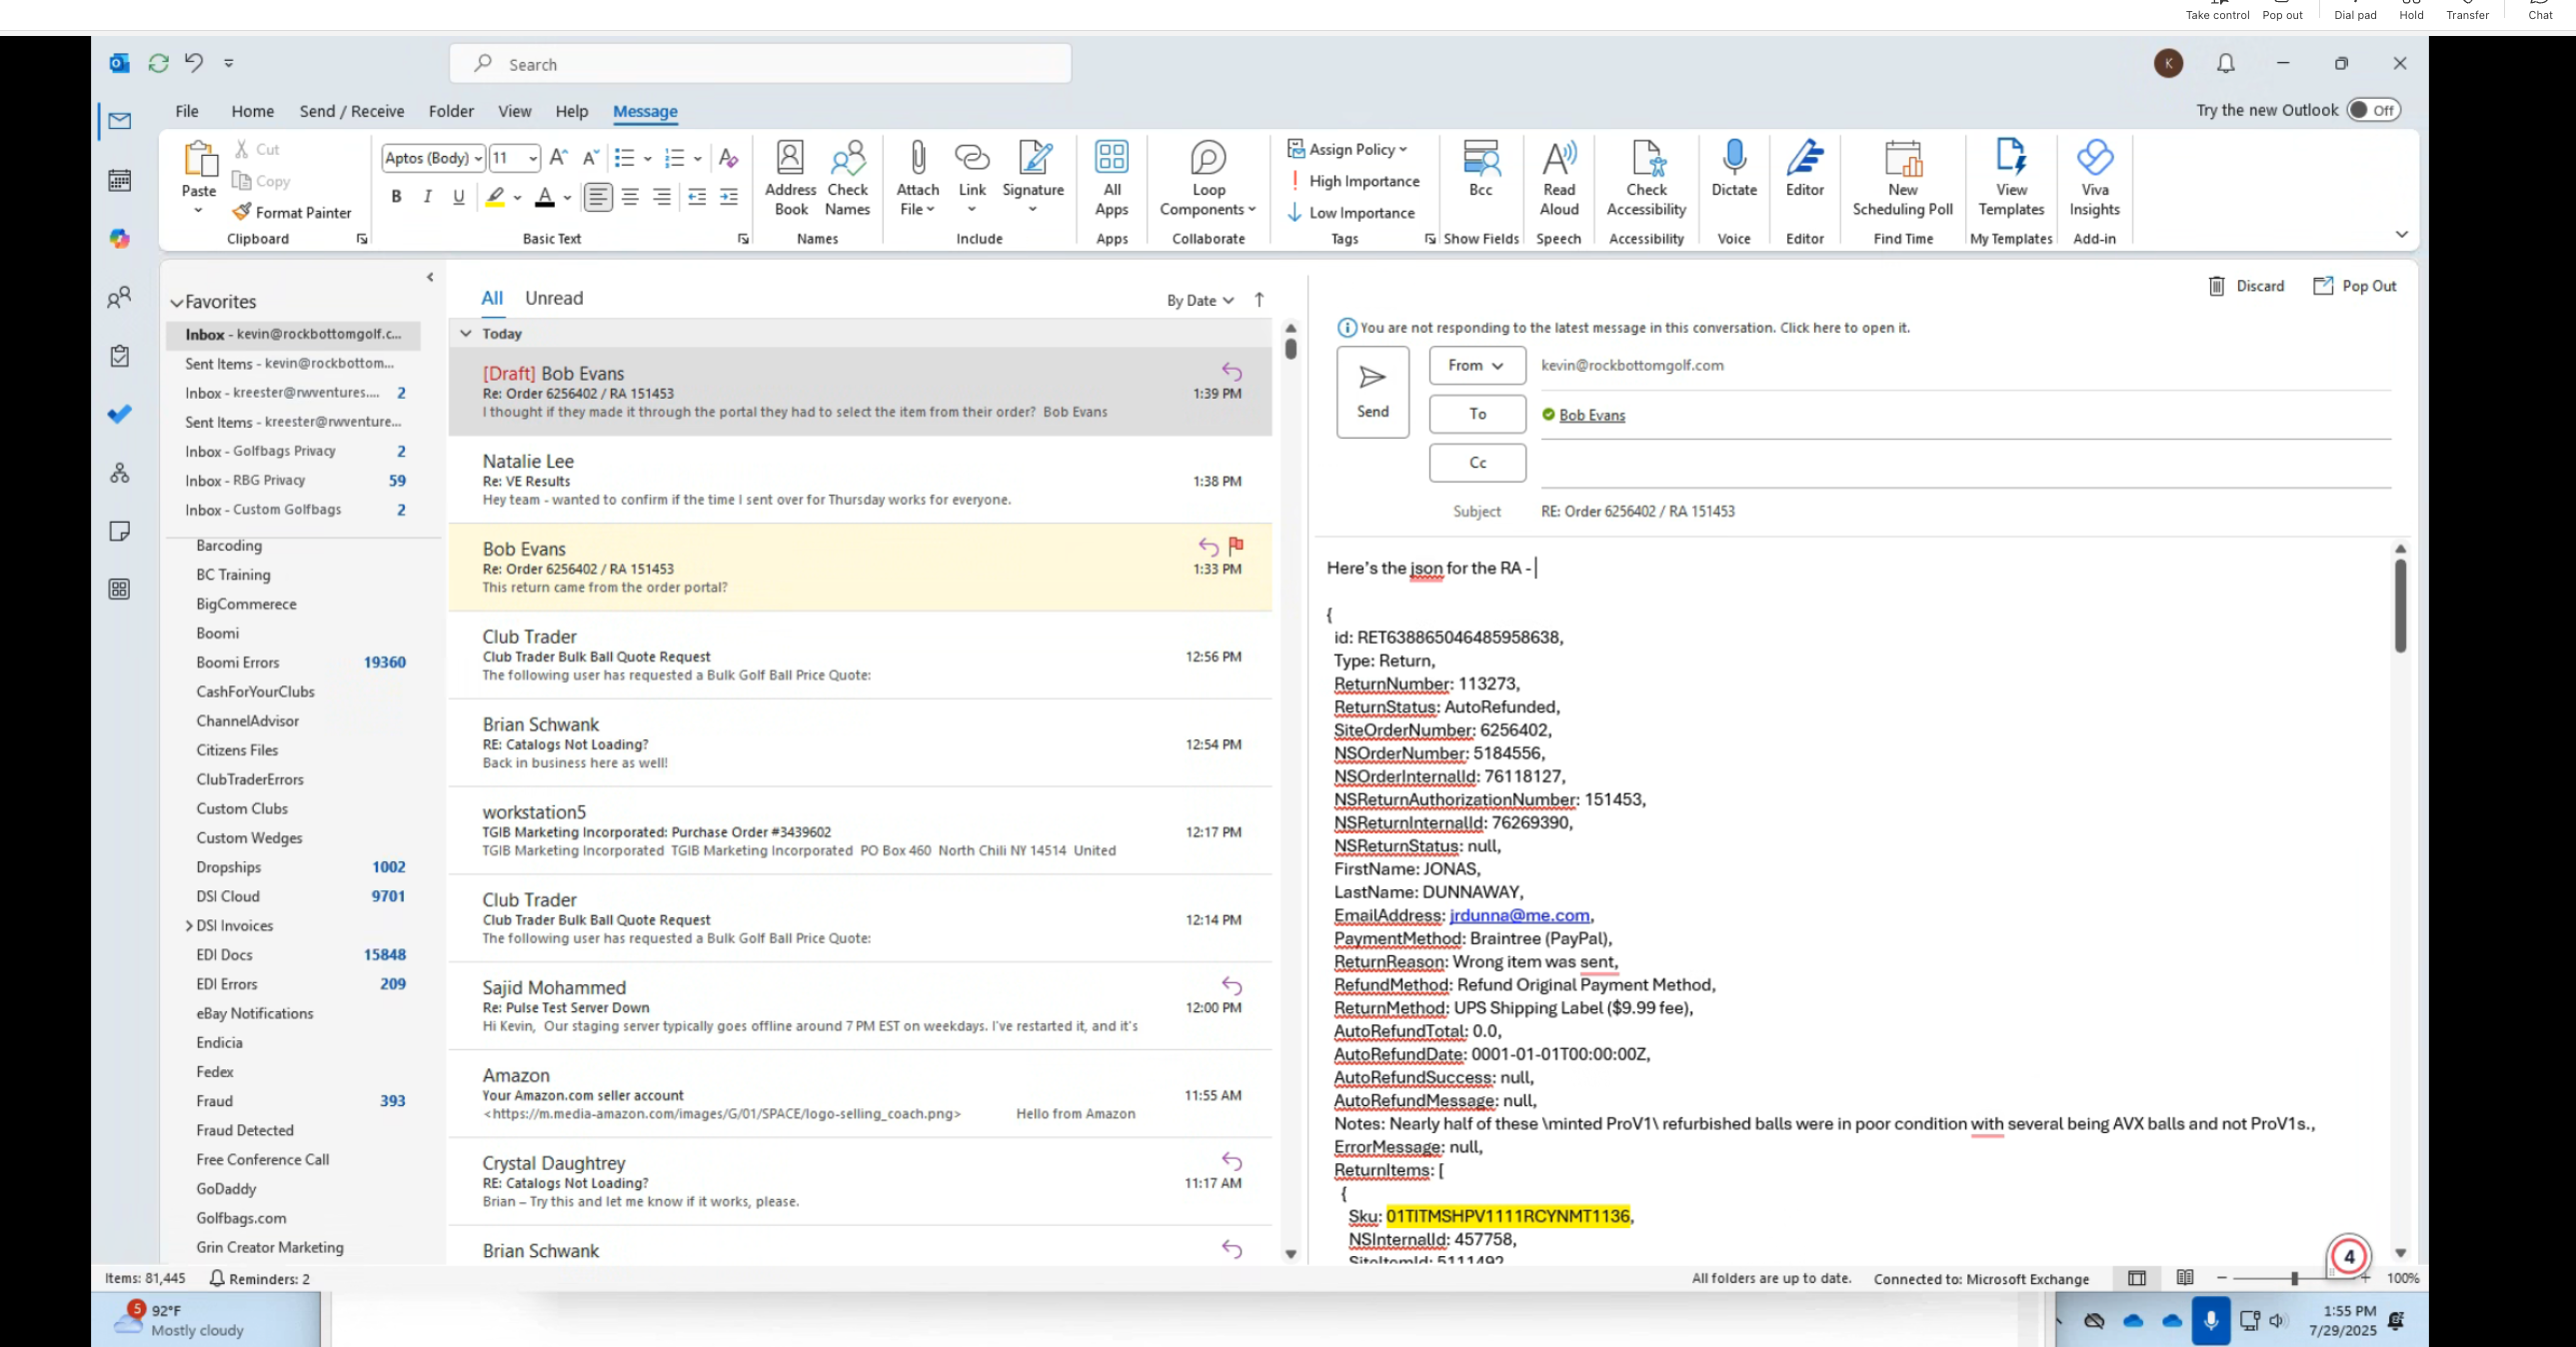 Take control Pop out Dial pad Hold Transfer Chat
Search
K
File Home Send / Receive Folder View Help Message
Try the new Outlook Off
Paste
Cut
Copy
Format Painter
Clipboard
Aptos (Body) 11
B I U
Basic Text
Address Book
Check Names
Names
Attach File
Link
Signature
Include
All Apps
Apps
Loop Components
Collaborate
Assign Policy
High Importance
Low Importance
Tags
Bcc
Show Fields
Read Aloud
Speech
Check Accessibility
Accessibility
Dictate
Voice
Editor
Editor
New Scheduling Poll
Find Time
View Templates
My Templates
Viva Insights
Add-in
Favorites
Inbox - kevin@rockbottomgolf.c...
Sent Items - kevin@rockbottom...
Inbox - kreester@rwventures.... 2
Sent Items - kreester@rwventure...
Inbox - Golfbags Privacy 2
Inbox - RBG Privacy 59
Inbox - Custom Golfbags 2
Barcoding
BC Training
BigCommerece
Boomi
Boomi Errors 19360
CashForYourClubs
ChannelAdvisor
Citizens Files
ClubTraderErrors
Custom Clubs
Custom Wedges
Dropships 1002
DSI Cloud 9701
DSI Invoices
EDI Docs 15848
EDI Errors 209
eBay Notifications
Endicia
Fedex
Fraud 393
Fraud Detected
Free Conference Call
GoDaddy
Golfbags.com
Grin Creator Marketing
All Unread
By Date
Today
[Draft] Bob Evans
Re: Order 6256402 / RA 151453 1:39 PM
I thought if they made it through the portal they had to select the item from their order? Bob Evans
Natalie Lee
Re: VE Results 1:38 PM
Hey team - wanted to confirm if the time I sent over for Thursday works for everyone.
Bob Evans
Re: Order 6256402 / RA 151453 1:33 PM
This return came from the order portal?
Club Trader
Club Trader Bulk Ball Quote Request 12:56 PM
The following user has requested a Bulk Golf Ball Price Quote:
Brian Schwank
RE: Catalogs Not Loading? 12:54 PM
Back in business here as well!
workstation5
TGIB Marketing Incorporated: Purchase Order #3439602 12:17 PM
TGIB Marketing Incorporated TGIB Marketing Incorporated PO Box 460 North Chili NY 14514 United
Club Trader
Club Trader Bulk Ball Quote Request 12:14 PM
The following user has requested a Bulk Golf Ball Price Quote:
Sajid Mohammed
Re: Pulse Test Server Down 12:00 PM
Hi Kevin, Our staging server typically goes offline around 7 PM EST on weekdays. I've restarted it, and it's
Amazon
Your Amazon.com seller account 11:55 AM
<https://m.media-amazon.com/images/G/01/SPACE/logo-selling_coach.png> Hello from Amazon
Crystal Daughtrey
RE: Catalogs Not Loading? 11:17 AM
Brian – Try this and let me know if it works, please.
Brian Schwank
Discard Pop Out
You are not responding to the latest message in this conversation. Click here to open it.
Send
From kevin@rockbottomgolf.com
To Bob Evans
Cc
Subject RE: Order 6256402 / RA 151453
Here's the json for the RA -
{
id: RET638865046485958638,
Type: Return,
ReturnNumber: 113273,
ReturnStatus: AutoRefunded,
SiteOrderNumber: 6256402,
NSOrderNumber: 5184556,
NSOrderInternalId: 76118127,
NSReturnAuthorizationNumber: 151453,
NSReturnInternalId: 76269390,
NSReturnStatus: null,
FirstName: JONAS,
LastName: DUNNAWAY,
EmailAddress: jrdunna@me.com,
PaymentMethod: Braintree (PayPal),
ReturnReason: Wrong item was sent,
RefundMethod: Refund Original Payment Method,
ReturnMethod: UPS Shipping Label ($9.99 fee),
AutoRefundTotal: 0.0,
AutoRefundDate: 0001-01-01T00:00:00Z,
AutoRefundSuccess: null,
AutoRefundMessage: null,
Notes: Nearly half of these \minted ProV1\ refurbished balls were in poor condition with several being AVX balls and not ProV1s.,
ErrorMessage: null,
ReturnItems: [
{
Sku: 01TITMSHPV1111RCYNMT1136,
NSInternalId: 457758,
SiteItemId: 5111492
4
Items: 81,445 Reminders: 2
All folders are up to date. Connected to: Microsoft Exchange 100%
5
92°F
Mostly cloudy
1:55 PM
7/29/2025